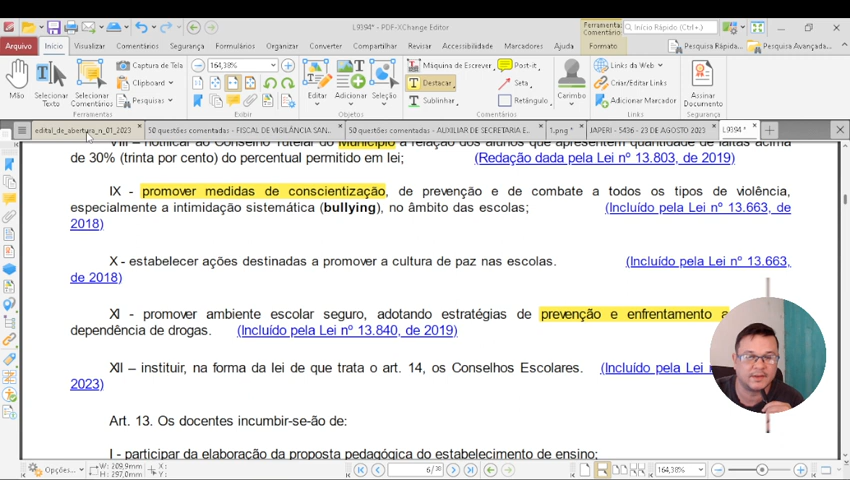 L9394* - PDF-XChange Editor
Ferramenta:
Comentários
Início Rápido (Ctrl+.)
Arquivo Início Visualizar Comentários Segurança Formulários Organizar Converter Compartilhar Revisar Accesebilidade Marcadores Ajuda Formato
Pesquisa Rápida... Pesquisa Avançada...
Mão
Selecionar Texto
Selecionar Comentários
Captura de Tela
Clipboard
Pesquisas
Ferramentas
164,38%
Editar Adicionar Seleção
Máquina de Escrever
Destacar
Sublinhar
Post-it
Seta
Retângulo
Carimbo
Links da Web
Criar/Editar Links
Adicionar Marcador
Assinar Documento
Segurança
edital_de_abertura_n_01_2023
50 questões comentadas - FISCAL DE VIGILÂNCIA SAN...
50 questões comentadas - AUXILIAR DE SECRETARIA E...
1.png *
JAPERI - 5436 - 23 DE AGOSTO 2023
L9394 *
VIII – notificar ao Conselho Tutelar do Município a relação dos alunos que apresentem quantidade de faltas acima
de 30% (trinta por cento) do percentual permitido em lei; (Redação dada pela Lei nº 13.803, de 2019)
IX - promover medidas de conscientização, de prevenção e de combate a todos os tipos de violência,
especialmente a intimidação sistemática (bullying), no âmbito das escolas; (Incluído pela Lei nº 13.663, de
2018)
X - estabelecer ações destinadas a promover a cultura de paz nas escolas. (Incluído pela Lei nº 13.663,
de 2018)
XI - promover ambiente escolar seguro, adotando estratégias de prevenção e enfrentamento a
dependência de drogas. (Incluído pela Lei nº 13.840, de 2019)
XII – instituir, na forma da lei de que trata o art. 14, os Conselhos Escolares. (Incluído pela Lei
2023)
Art. 13. Os docentes incumbir-se-ão de:
I - participar da elaboração da proposta pedagógica do estabelecimento de ensino;
Opções...
W: 209,9mm
H: 297,0mm
X:
Y:
6 / 38
164,38%